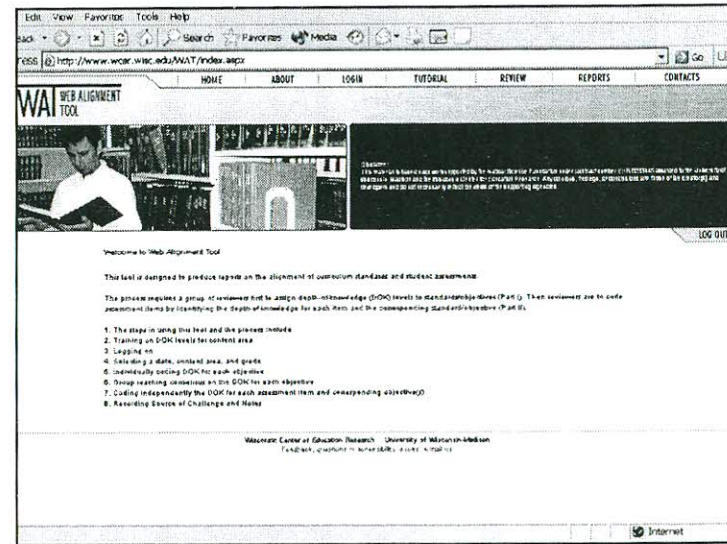 Edit View Favorites Tools Help
Search Favorites Media
http://www.wcer.wisc.edu/WAT/index.aspx Go
HOME ABOUT LOGIN TUTORIAL REVIEW REPORTS CONTACTS
WAT WEB ALIGNMENT
TOOL
LOG OUT
Welcome to Web Alignment Tool
This tool is designed to produce reports on the alignment of curriculum standards and student assessments.
The process requires a group of reviewers first to assign depth-of-knowledge (DOK) levels to standards/objectives (Part I). Then reviewers are to code
assessment items by identifying the depth-of-knowledge for each item and the corresponding standard/objective (Part II).
1. The steps in using this tool and the process include
2. Training on DOK levels for content area
3. Logging on
4. Selecting a state, content area, and grade
5. Individually coding DOK for each objective
6. Group reaching consensus on the DOK for each objective
7. Coding independently the DOK for each assessment item and corresponding objective(s)
8. Recording Source of Challenge and Notes
Wisconsin Center of Education Research University of Wisconsin-Madison
Feedback, questions or accessibility issues:
Internet